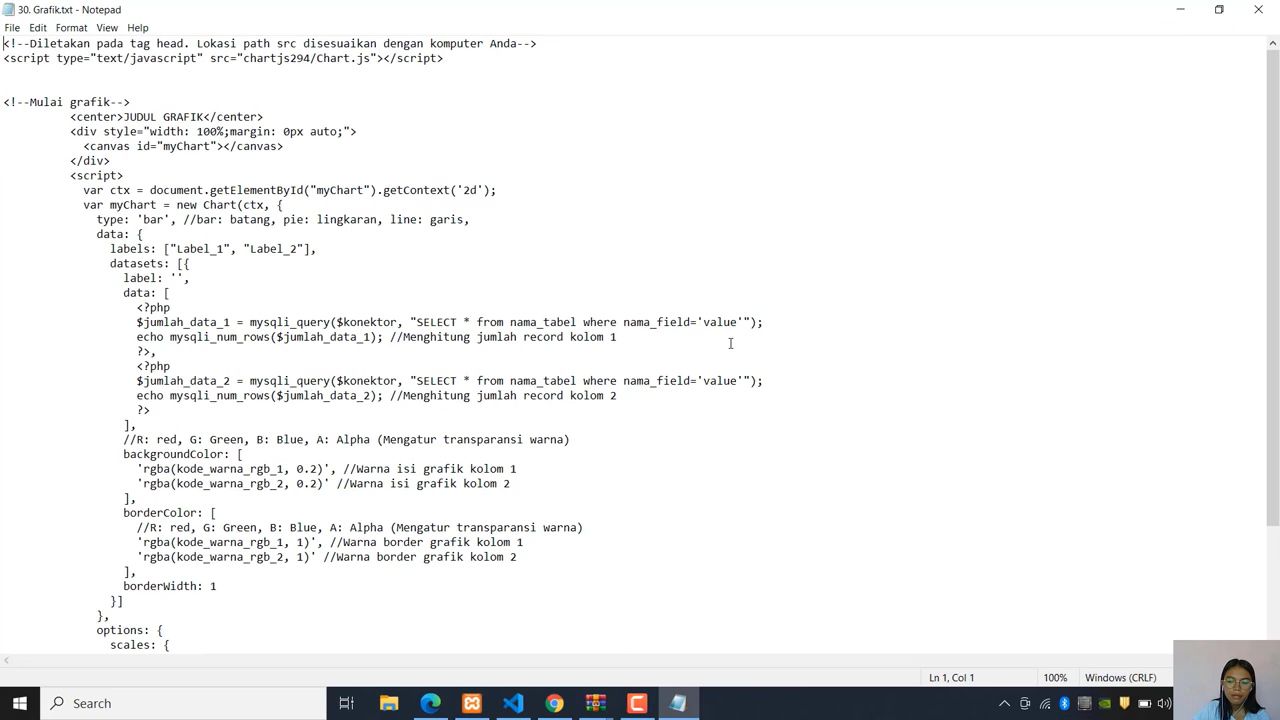 30. Grafik.txt - Notepad
File Edit Format View Help
<!--Diletakan pada tag head. Lokasi path src disesuaikan dengan komputer Anda-->
<script type="text/javascript" src="chartjs294/Chart.js"></script>
<!--Mulai grafik-->
<center>JUDUL GRAFIK</center>
<div style="width: 100%;margin: 0px auto;">
<canvas id="myChart"></canvas>
</div>
<script>
var ctx = document.getElementById("myChart").getContext('2d');
var myChart = new Chart(ctx, {
type: 'bar', //bar: batang, pie: lingkaran, line: garis,
data: {
labels: ["Label_1", "Label_2"],
datasets: [{
label: '',
data: [
<?php
$jumlah_data_1 = mysqli_query($konektor, "SELECT * from nama_tabel where nama_field='value'");
echo mysqli_num_rows($jumlah_data_1); //Menghitung jumlah record kolom 1
?>,
<?php
$jumlah_data_2 = mysqli_query($konektor, "SELECT * from nama_tabel where nama_field='value'");
echo mysqli_num_rows($jumlah_data_2); //Menghitung jumlah record kolom 2
?>
],
//R: red, G: Green, B: Blue, A: Alpha (Mengatur transparansi warna)
backgroundColor: [
'rgba(kode_warna_rgb_1, 0.2)', //Warna isi grafik kolom 1
'rgba(kode_warna_rgb_2, 0.2)' //Warna isi grafik kolom 2
],
borderColor: [
//R: red, G: Green, B: Blue, A: Alpha (Mengatur transparansi warna)
'rgba(kode_warna_rgb_1, 1)', //Warna border grafik kolom 1
'rgba(kode_warna_rgb_2, 1)' //Warna border grafik kolom 2
],
borderWidth: 1
}]
},
options: {
scales: {
Ln 1, Col 1 100% Windows (CRLF)
Search